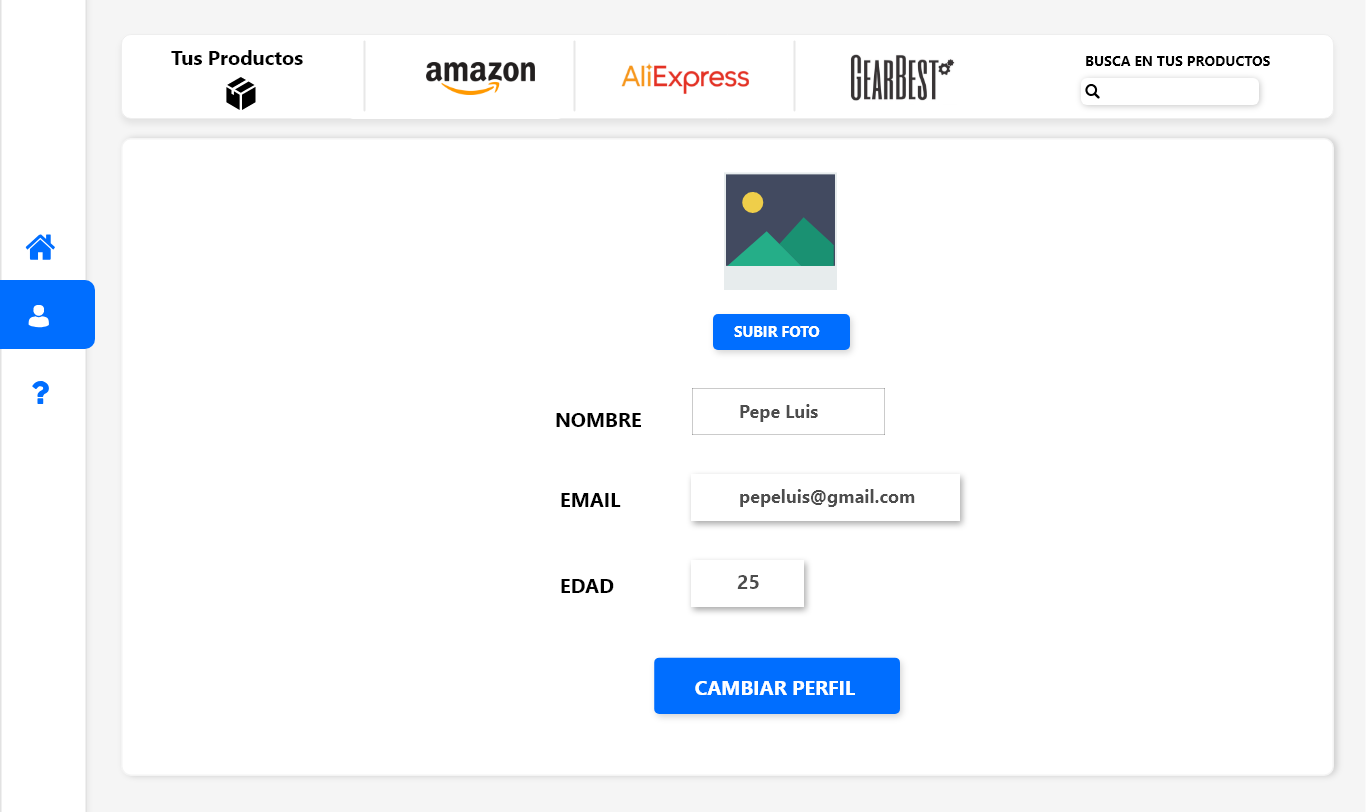 Tus Productos
amazon
AliExpress
GEARBEST
BUSCA EN TUS PRODUCTOS
SUBIR FOTO
NOMBRE
Pepe Luis
EMAIL
pepeluis@gmail.com
EDAD
25
CAMBIAR PERFIL
?